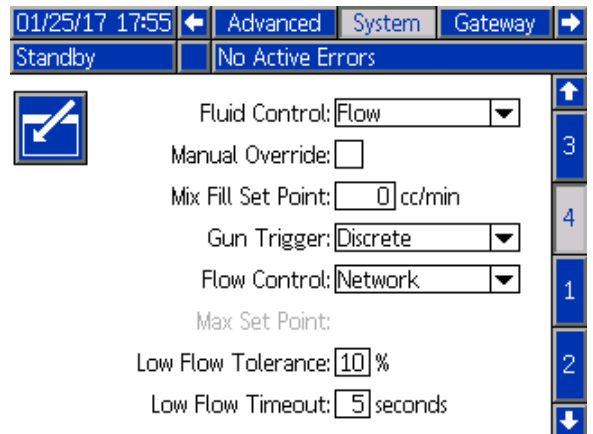 01/25/17 17:55 Advanced System Gateway
Standby No Active Errors
Fluid Control: Flow
3
Manual Override:
Mix Fill Set Point: 0 cc/min
4
Gun Trigger: Discrete
Flow Control: Network
1
Max Set Point:
Low Flow Tolerance: 10 %
2
Low Flow Timeout: 5 seconds